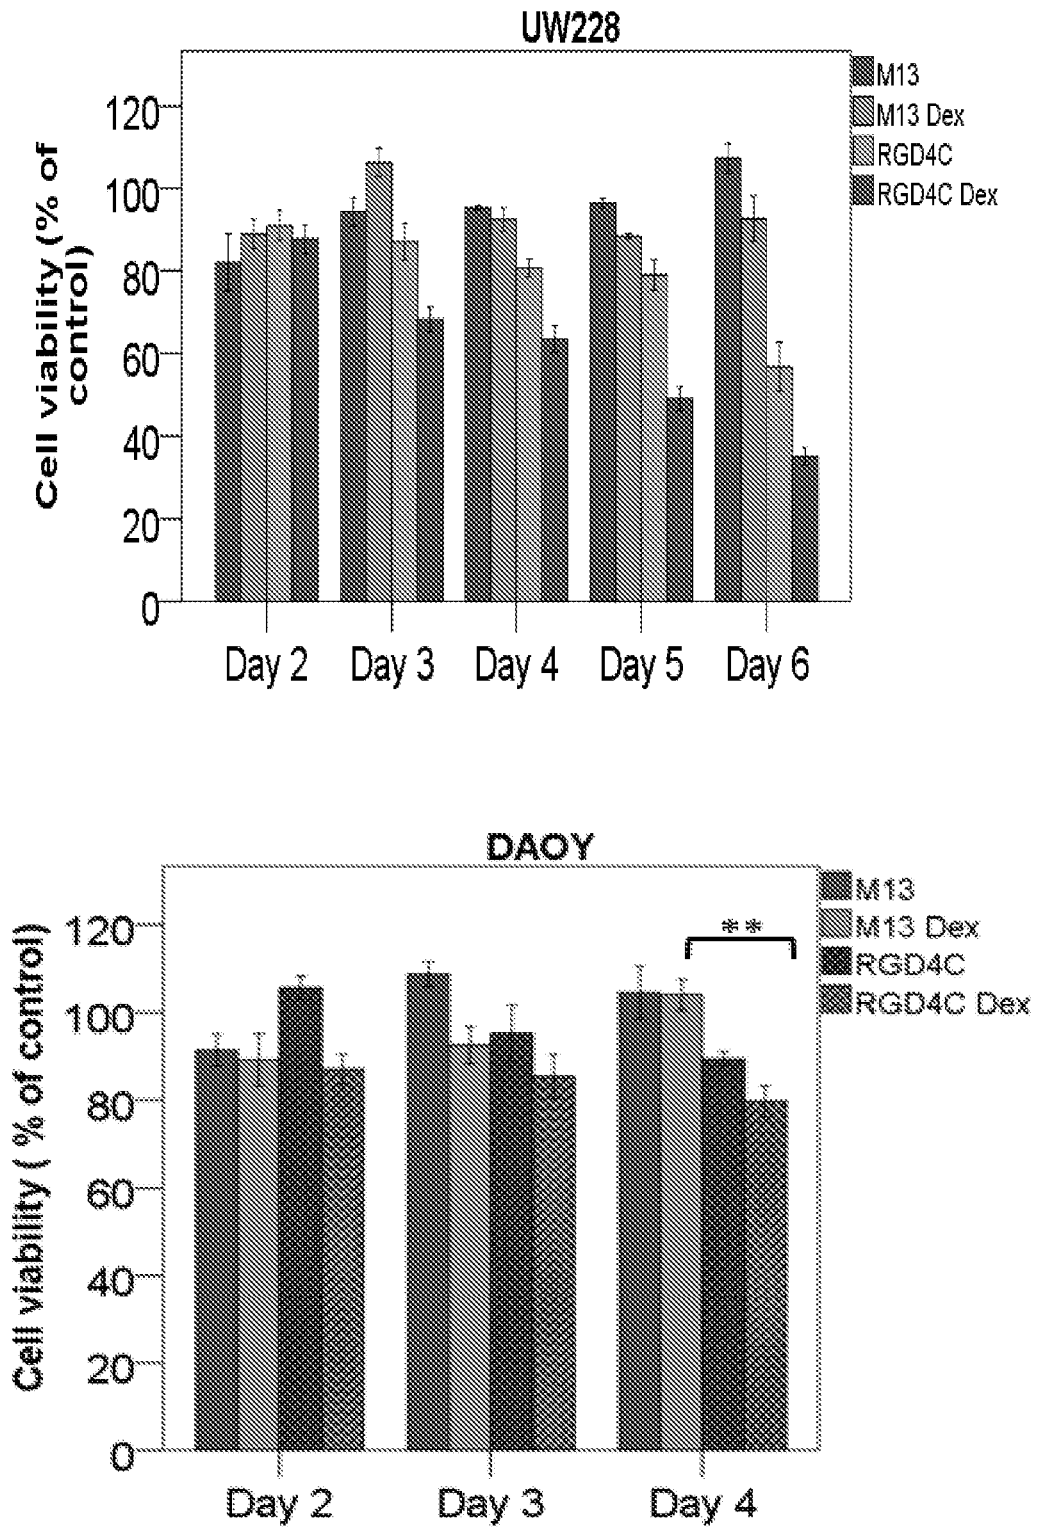 UW228
Cell viability (% of
control)
120
100
80
60
40
20
0
Day 2
Day 3
Day 4
Day 5
Day 6
M13
M13 Dex
RGD4C
RGD4C Dex
DAOY
Cell viability ( % of control)
120
100
80
60
40
20
0
**
Day 2
Day 3
Day 4
M13
M13 Dex
RGD4C
RGD4C Dex